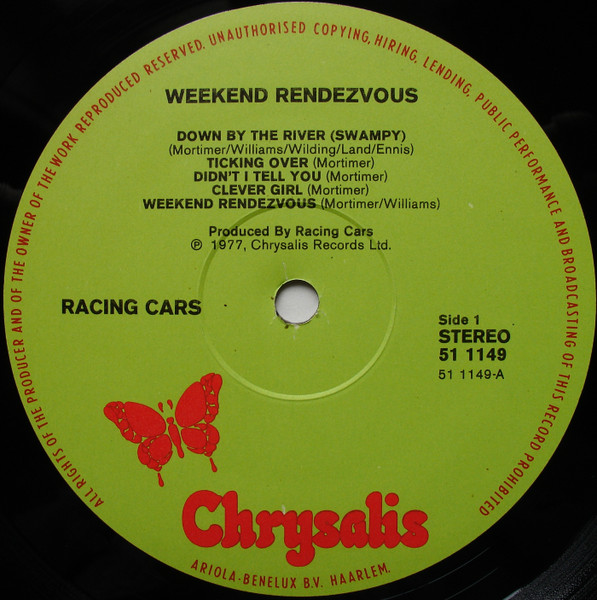 ALL RIGHTS OF THE PRODUCER AND OF THE OWNER OF THE WORK REPRODUCED RESERVED. UNAUTHORISED COPYING, HIRING, LENDING, PUBLIC PERFORMANCE AND BROADCASTING OF THIS RECORD PROHIBITED
WEEKEND RENDEZVOUS
DOWN BY THE RIVER (SWAMPY)
(Mortimer/Williams/Wilding/Land/Ennis)
TICKING OVER (Mortimer)
DIDN'T I TELL YOU (Mortimer)
CLEVER GIRL (Mortimer)
WEEKEND RENDEZVOUS (Mortimer/Williams)
Produced By Racing Cars
℗ 1977, Chrysalis Records Ltd.
RACING CARS
Side 1
STEREO
51 1149
51 1149-A
Chrysalis
ARIOLA-BENELUX B.V. HAARLEM.